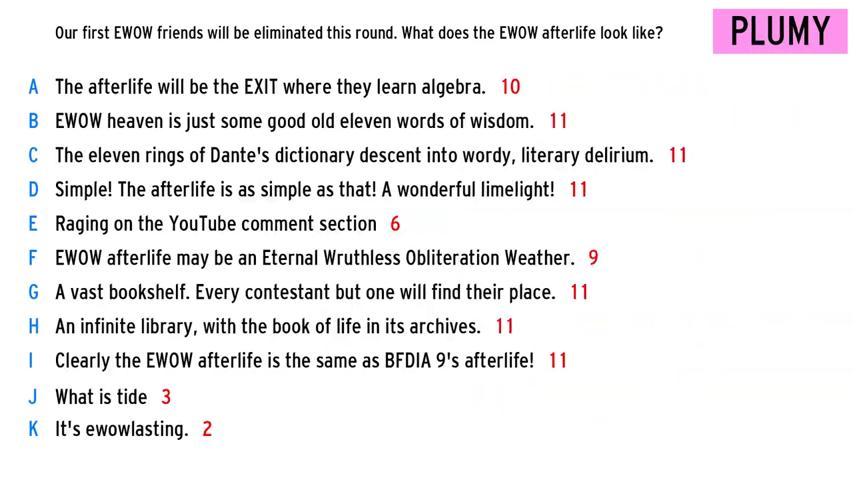 Our first EWOW friends will be eliminated this round. What does the EWOW afterlife look like?
PLUMY
A The afterlife will be the EXIT where they learn algebra. 10
B EWOW heaven is just some good old eleven words of wisdom. 11
C The eleven rings of Dante's dictionary descent into wordy, literary delirium. 11
D Simple! The afterlife is as simple as that! A wonderful limelight! 11
E Raging on the YouTube comment section 6
F EWOW afterlife may be an Eternal Wruthless Obliteration Weather. 9
G A vast bookshelf. Every contestant but one will find their place. 11
H An infinite library, with the book of life in its archives. 11
I Clearly the EWOW afterlife is the same as BFDIA 9's afterlife! 11
J What is tide 3
K It's ewowlasting. 2